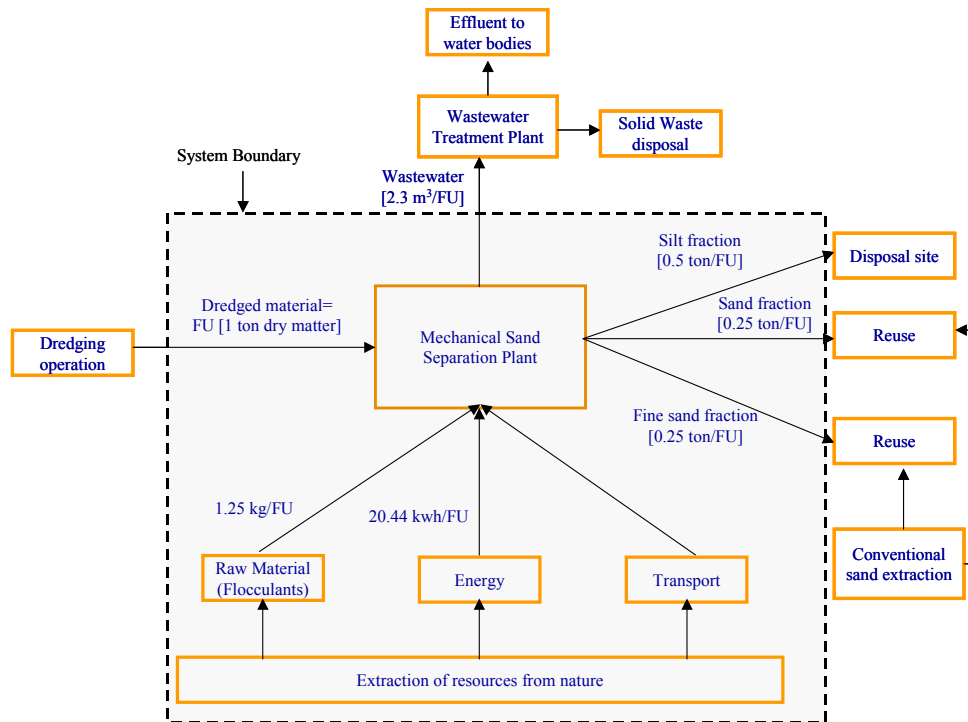 Effluent to
water bodies
Wastewater
Treatment Plant
Solid Waste
disposal
System Boundary
Wastewater
[2.3 m³/FU]
Silt fraction
[0.5 ton/FU]
Disposal site
Dredged material=
FU [1 ton dry matter]
Sand fraction
[0.25 ton/FU]
Dredging
operation
Mechanical Sand
Separation Plant
Reuse
Fine sand fraction
[0.25 ton/FU]
Reuse
1.25 kg/FU
20.44 kwh/FU
Raw Material
(Flocculants)
Energy
Transport
Conventional
sand extraction
Extraction of resources from nature